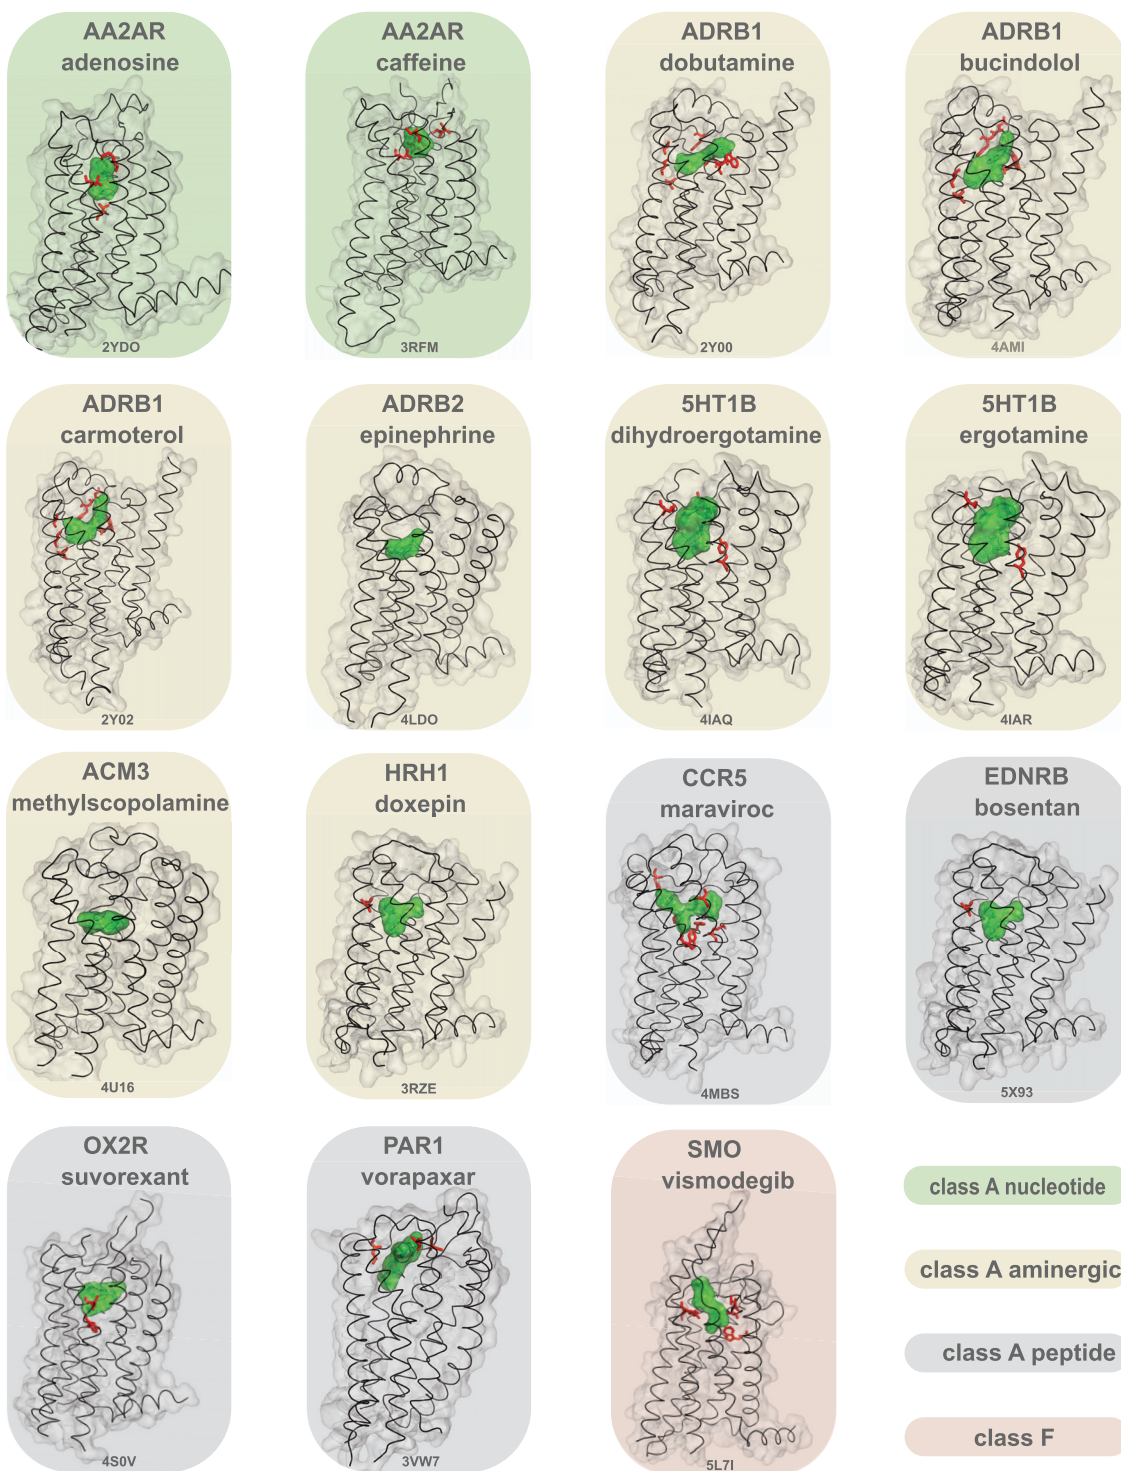 AA2AR
adenosine
2YDO
AA2AR
caffeine
3RFM
ADRB1
dobutamine
2Y00
ADRB1
bucindolol
4AMI
ADRB1
carmoterol
2Y02
ADRB2
epinephrine
4LDO
5HT1B
dihydroergotamine
4IAQ
5HT1B
ergotamine
4IAR
ACM3
methylscopolamine
4U16
HRH1
doxepin
3RZE
CCR5
maraviroc
4MBS
EDNRB
bosentan
5X93
OX2R
suvorexant
4S0V
PAR1
vorapaxar
3VW7
SMO
vismodegib
5L7I
class A nucleotide
class A aminergic
class A peptide
class F